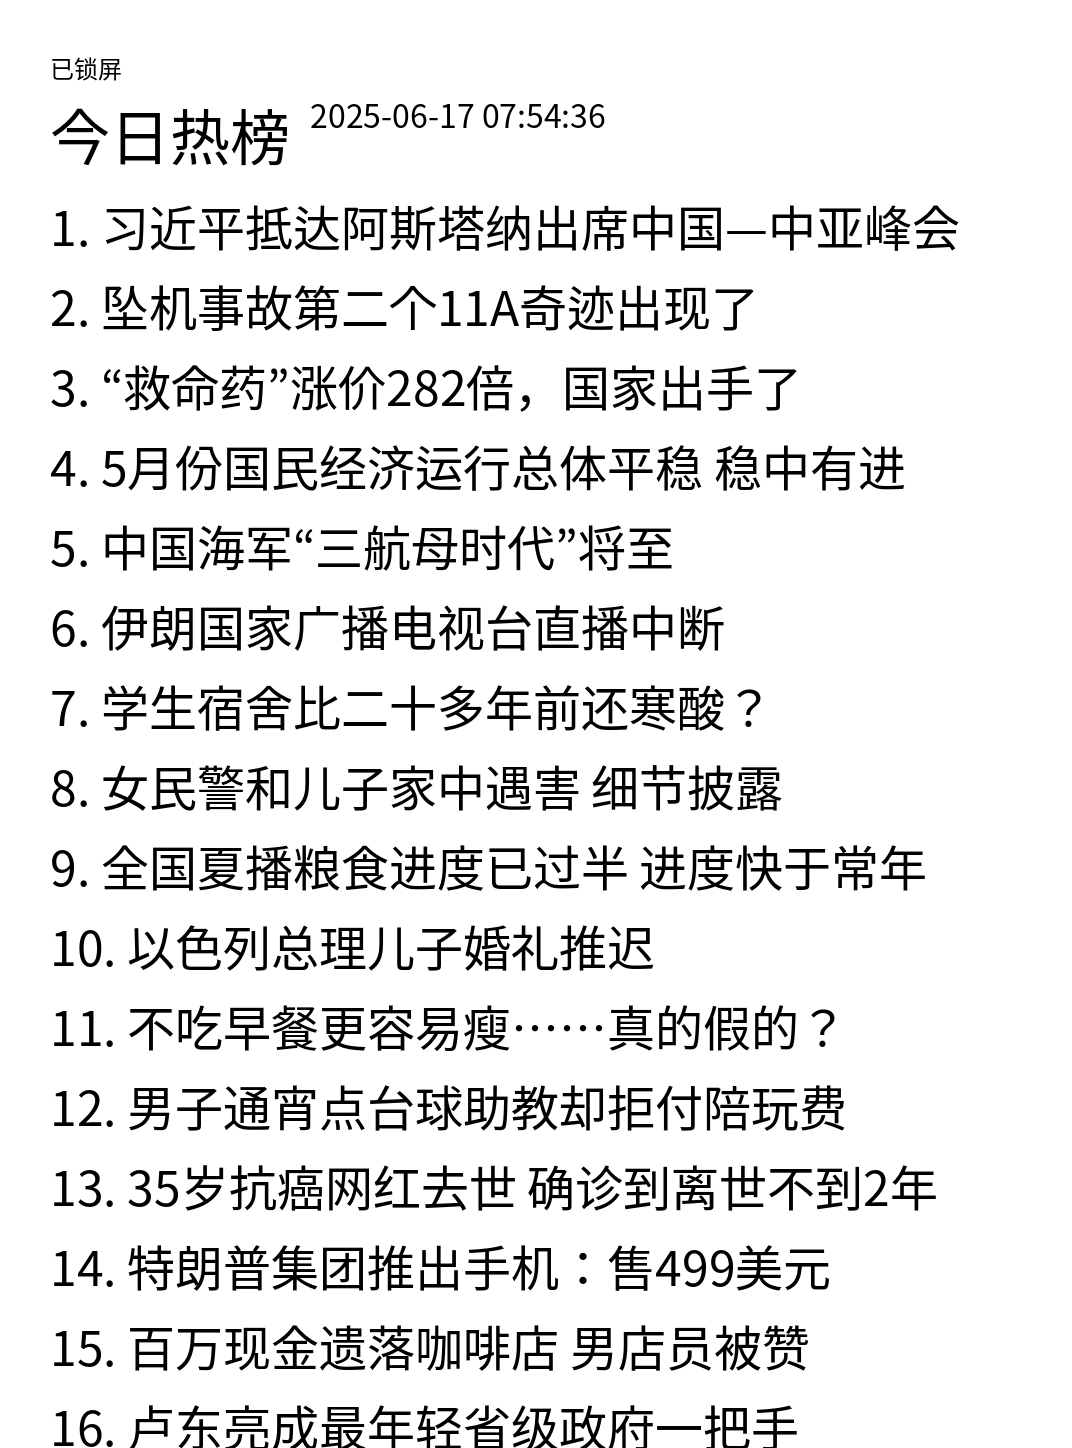 已锁屏
今日热榜 2025-06-17 07:54:36
1. 习近平抵达阿斯塔纳出席中国—中亚峰会
2. 坠机事故第二个11A奇迹出现了
3. “救命药”涨价282倍，国家出手了
4. 5月份国民经济运行总体平稳 稳中有进
5. 中国海军“三航母时代”将至
6. 伊朗国家广播电视台直播中断
7. 学生宿舍比二十多年前还寒酸？
8. 女民警和儿子家中遇害 细节披露
9. 全国夏播粮食进度已过半 进度快于常年
10. 以色列总理儿子婚礼推迟
11. 不吃早餐更容易瘦……真的假的？
12. 男子通宵点台球助教却拒付陪玩费
13. 35岁抗癌网红去世 确诊到离世不到2年
14. 特朗普集团推出手机：售499美元
15. 百万现金遗落咖啡店 男店员被赞
16. 卢东亮成最年轻省级政府一把手